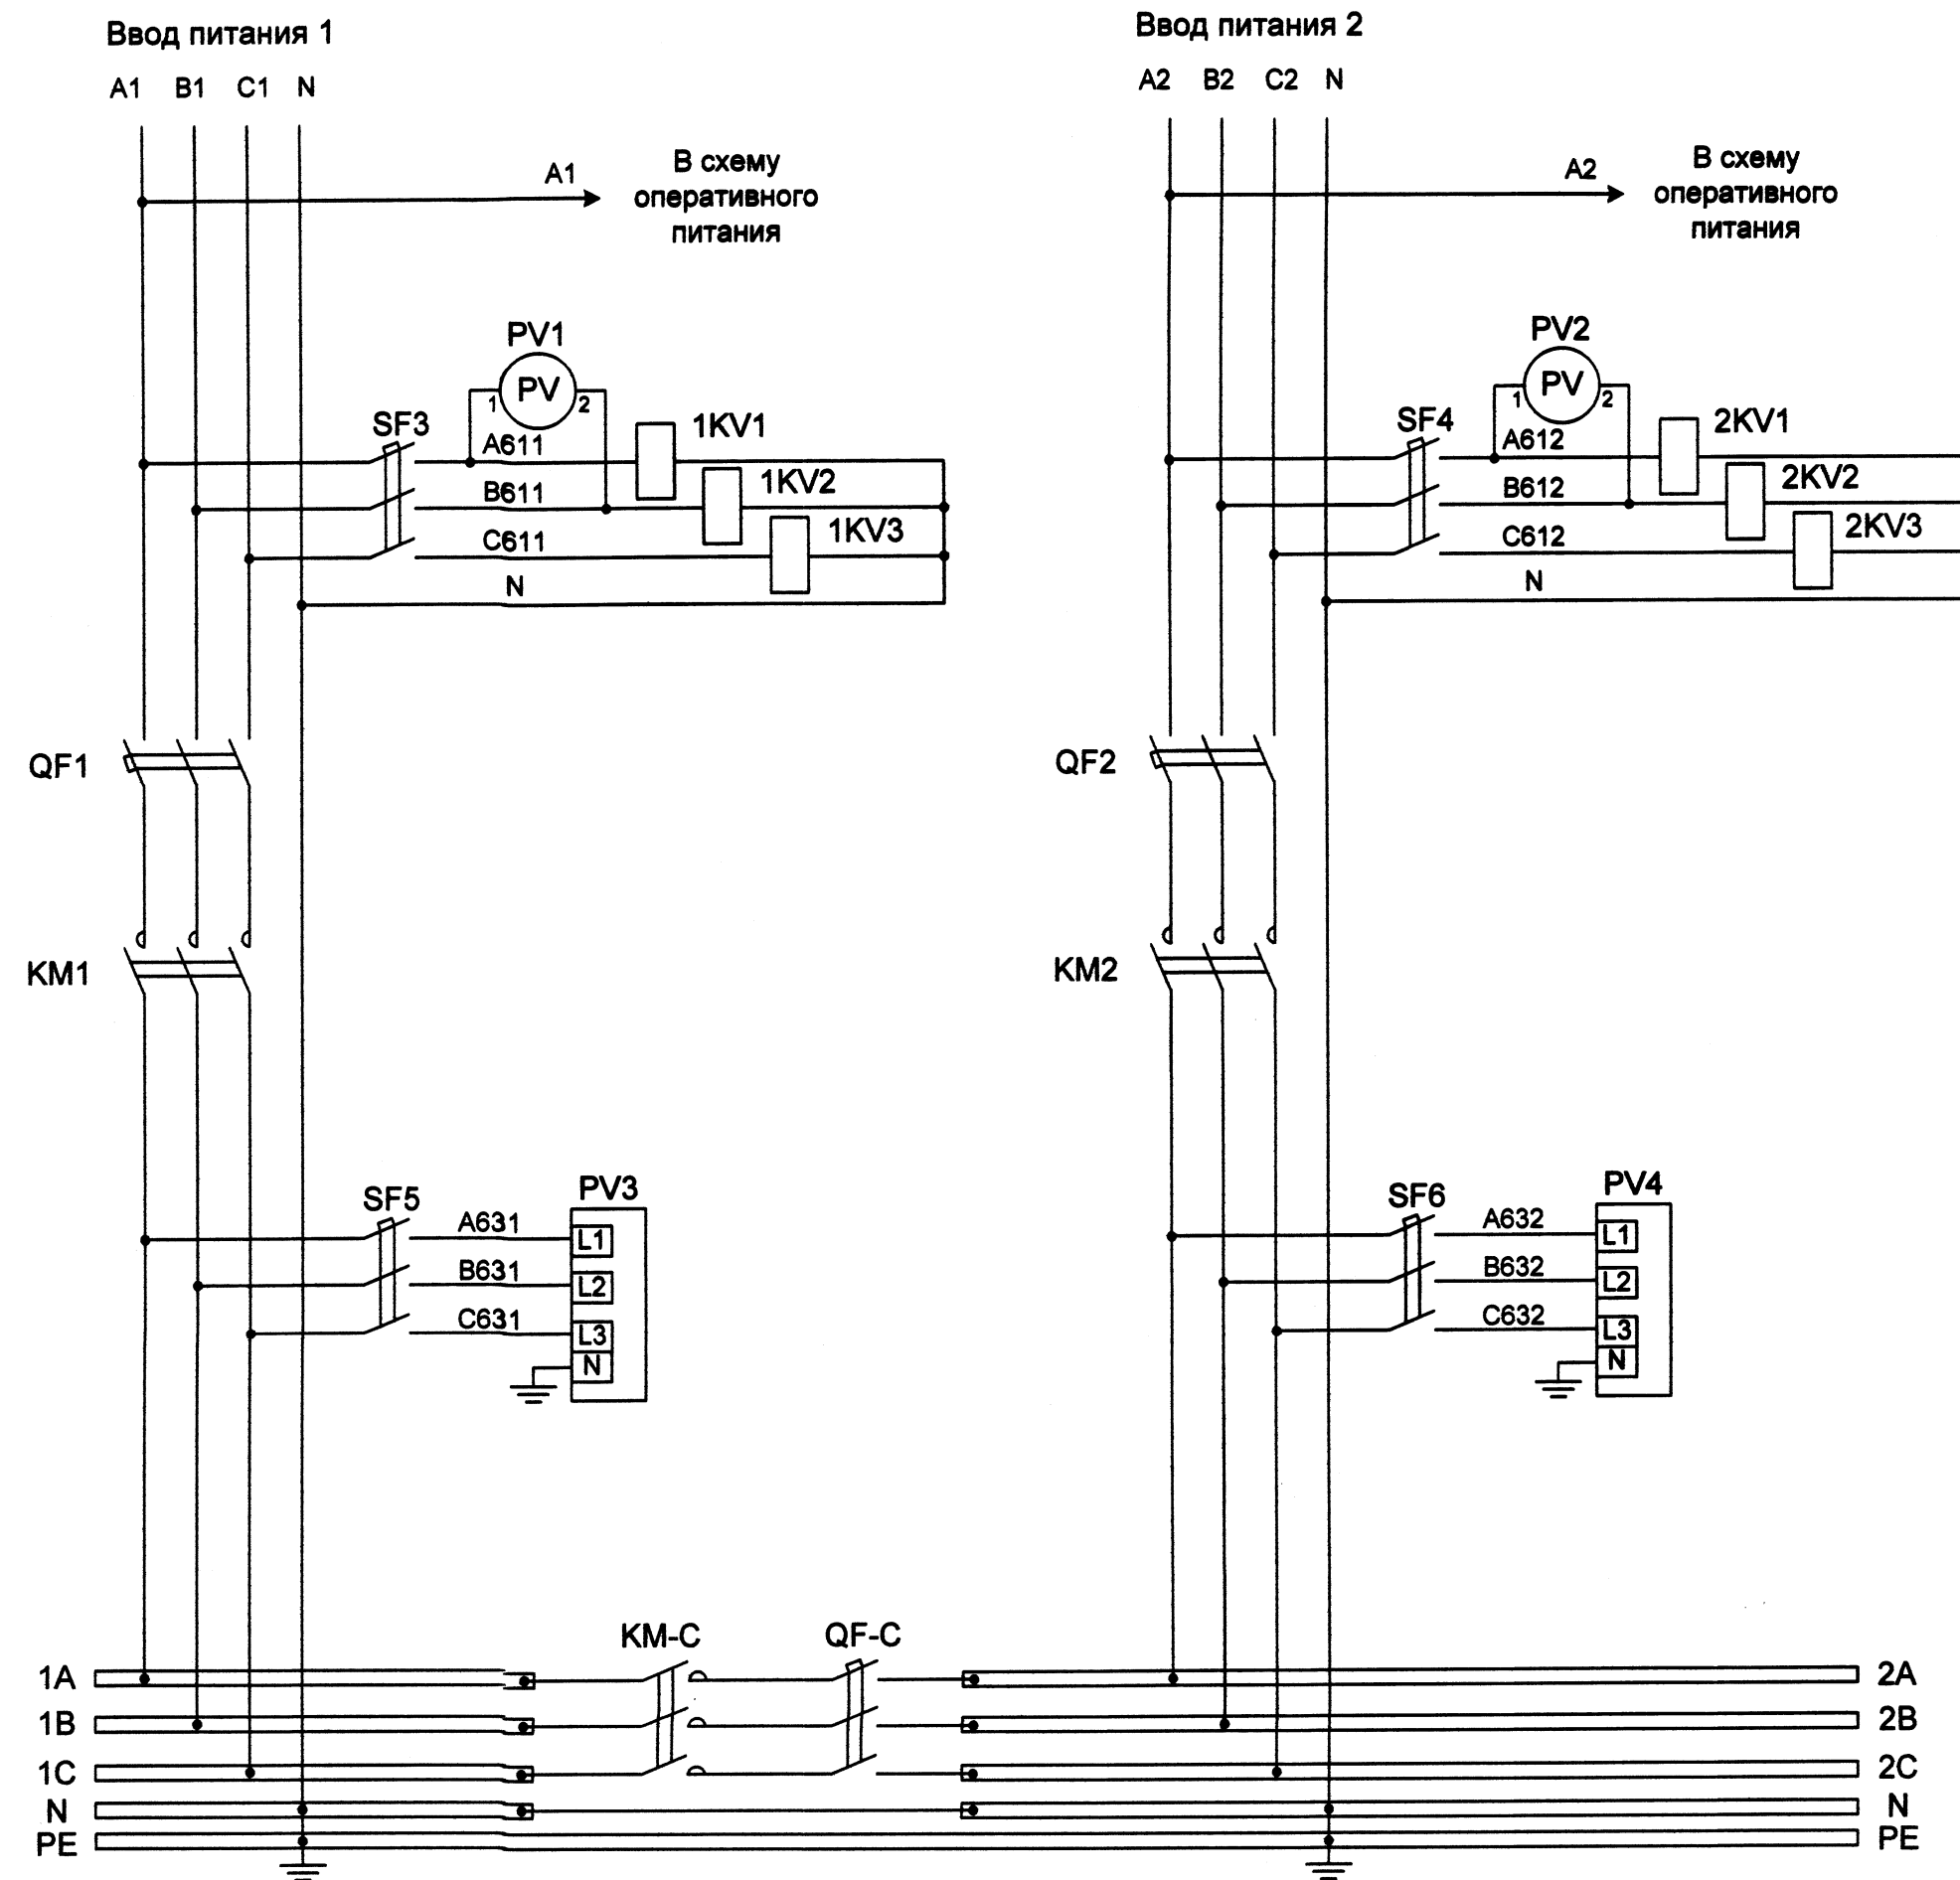 Ввод питания 1
A1 B1 C1 N
A1
В схему
оперативного
питания
PV1
PV
1 2
SF3
A611
1KV1
B611
1KV2
C611
1KV3
N
QF1
KM1
SF5
PV3
A631
L1
B631
L2
C631
L3
N
Ввод питания 2
A2 B2 C2 N
A2
В схему
оперативного
питания
PV2
PV
1 2
SF4
A612
2KV1
B612
2KV2
C612
2KV3
N
QF2
KM2
SF6
PV4
A632
L1
B632
L2
C632
L3
N
KM-C QF-C
1A 2A
1B 2B
1C 2C
N N
PE PE